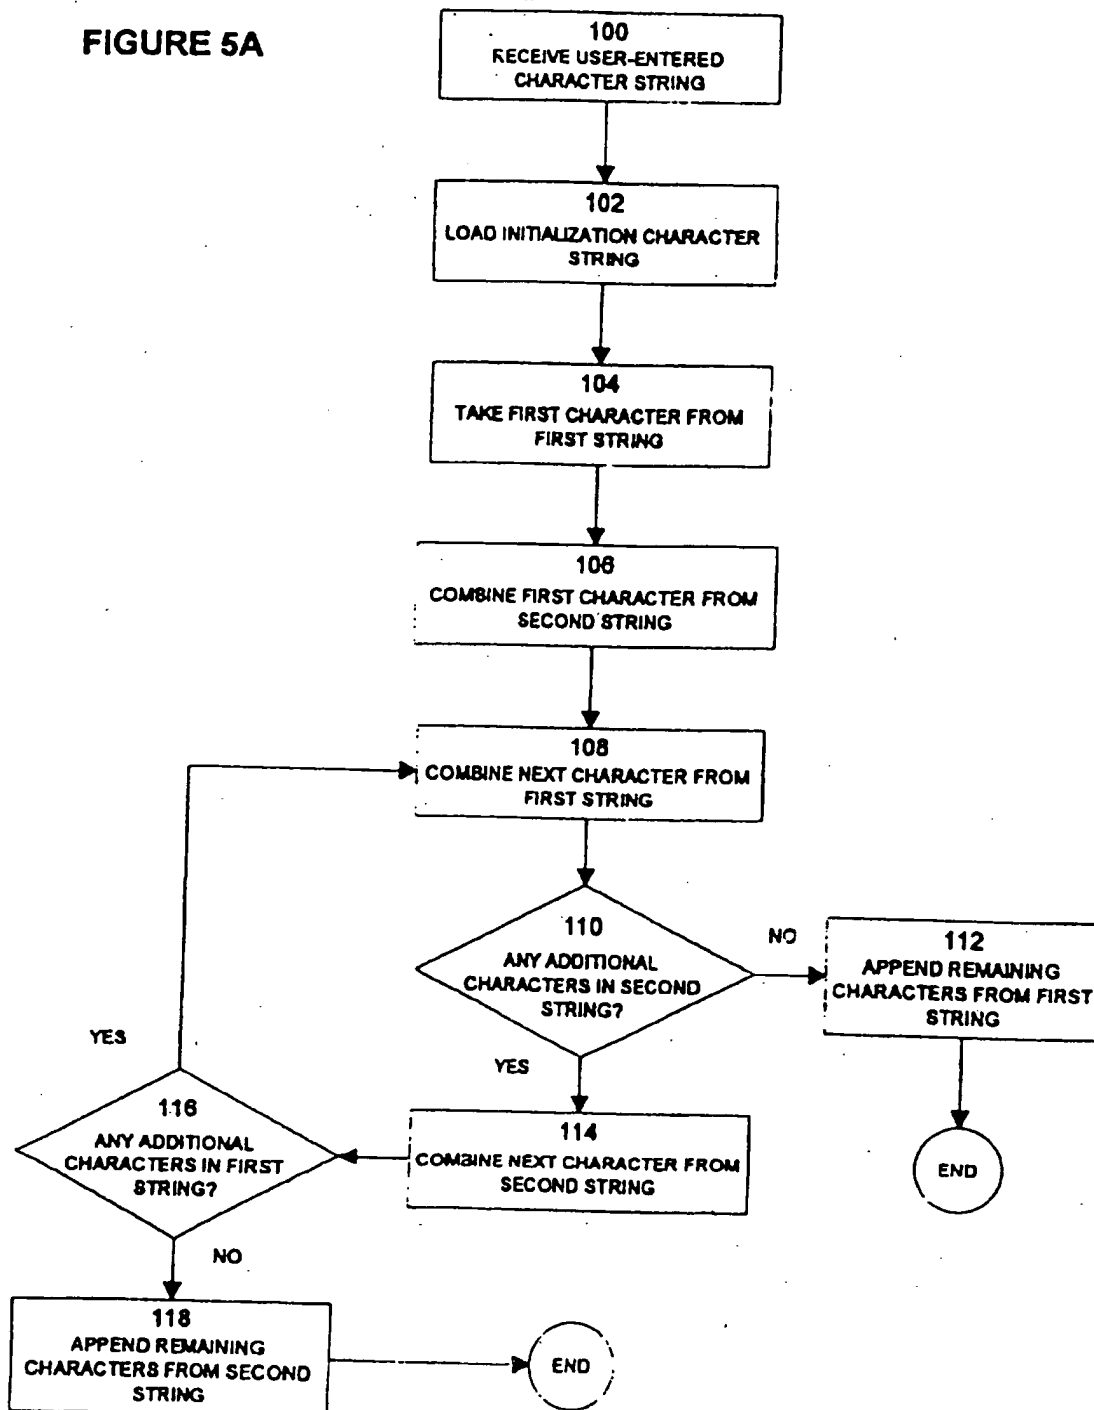 FIGURE 5A
100
RECEIVE USER-ENTERED
CHARACTER STRING
102
LOAD INITIALIZATION CHARACTER
STRING
104
TAKE FIRST CHARACTER FROM
FIRST STRING
106
COMBINE FIRST CHARACTER FROM
SECOND STRING
108
COMBINE NEXT CHARACTER FROM
FIRST STRING
110
ANY ADDITIONAL
CHARACTERS IN SECOND
STRING?
NO
112
APPEND REMAINING
CHARACTERS FROM FIRST
STRING
END
YES
114
COMBINE NEXT CHARACTER FROM
SECOND STRING
YES
116
ANY ADDITIONAL
CHARACTERS IN FIRST
STRING?
NO
118
APPEND REMAINING
CHARACTERS FROM SECOND
STRING
END